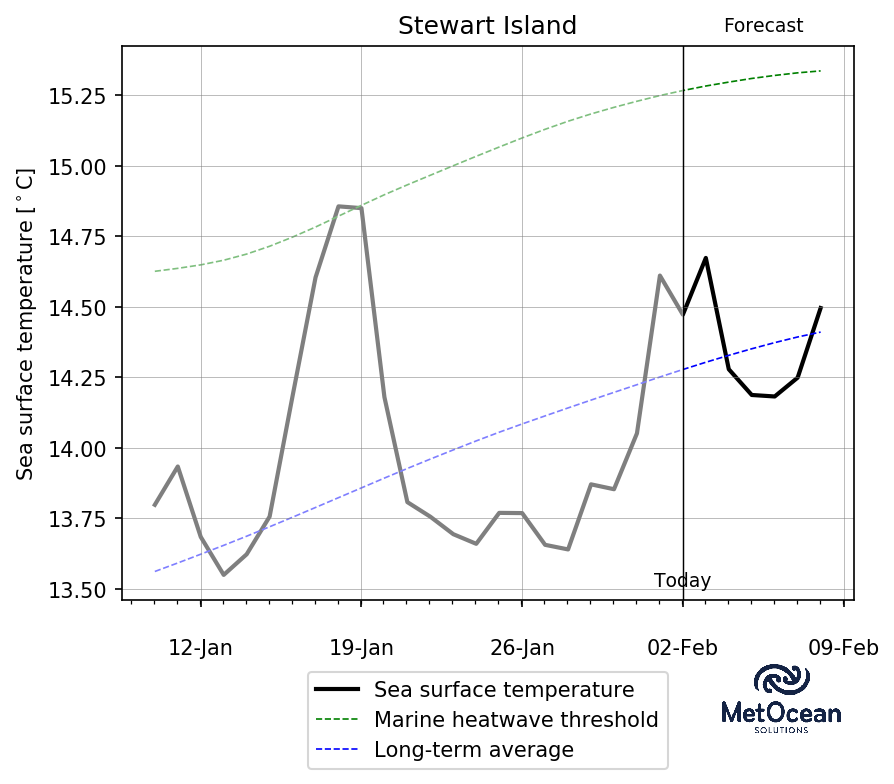 Stewart Island
Forecast
Sea surface temperature [°C]
15.25
15.00
14.75
14.50
14.25
14.00
13.75
13.50
Today
12-Jan 19-Jan 26-Jan 02-Feb 09-Feb
Sea surface temperature
Marine heatwave threshold
Long-term average
MetOcean
SOLUTIONS